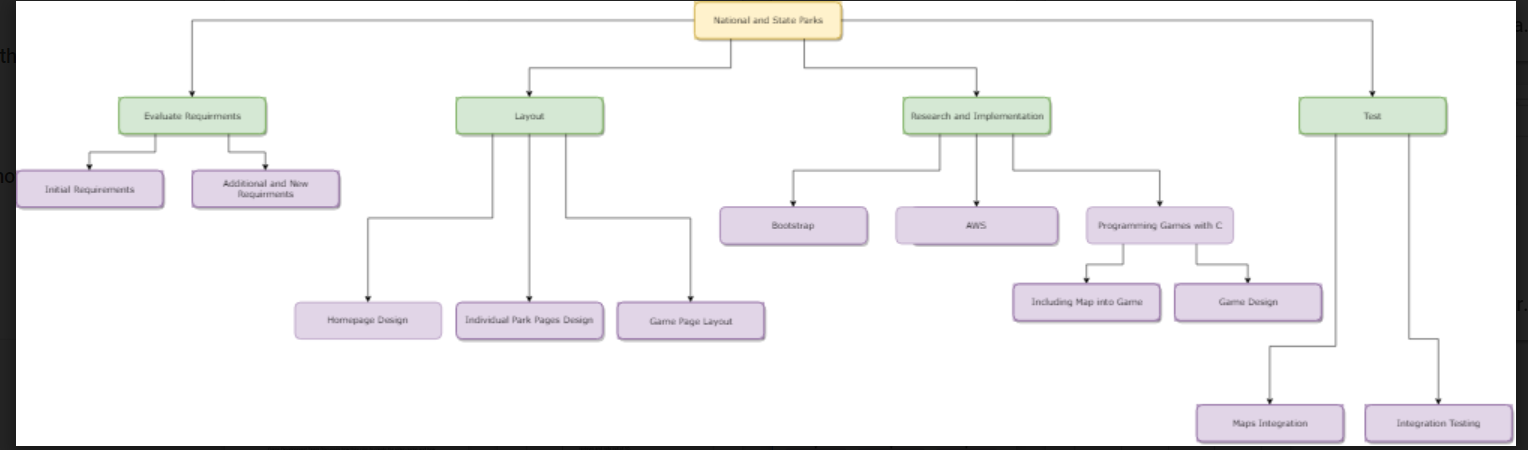 National and State Parks
Evaluate Requirments
Layout
Research and Implementation
Test
Initial Requirements
Additional and New
Requirments
Bootstrap
AWS
Programming Games with C
Including Map into Game
Game Design
Homepage Design
Individual Park Pages Design
Game Page Layout
Maps Integration
Integration Testing